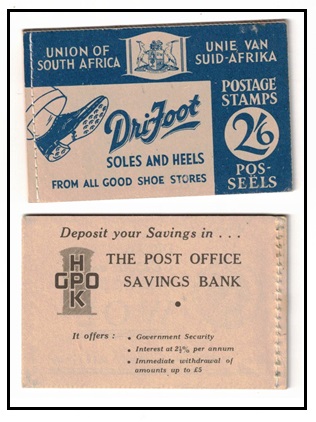 UNION OF
SOUTH AFRICA
UNIE VAN
SUID-AFRIKA
Dri-Foot
SOLES AND HEELS
FROM ALL GOOD SHOE STORES
POSTAGE
STAMPS
2/6
POS-
SEËLS
Deposit your Savings in . . .
H
GPO
P
K
THE POST OFFICE
SAVINGS BANK
It offers :
• Government Security
• Interest at 2½% per annum
• Immediate withdrawal of
amounts up to £5